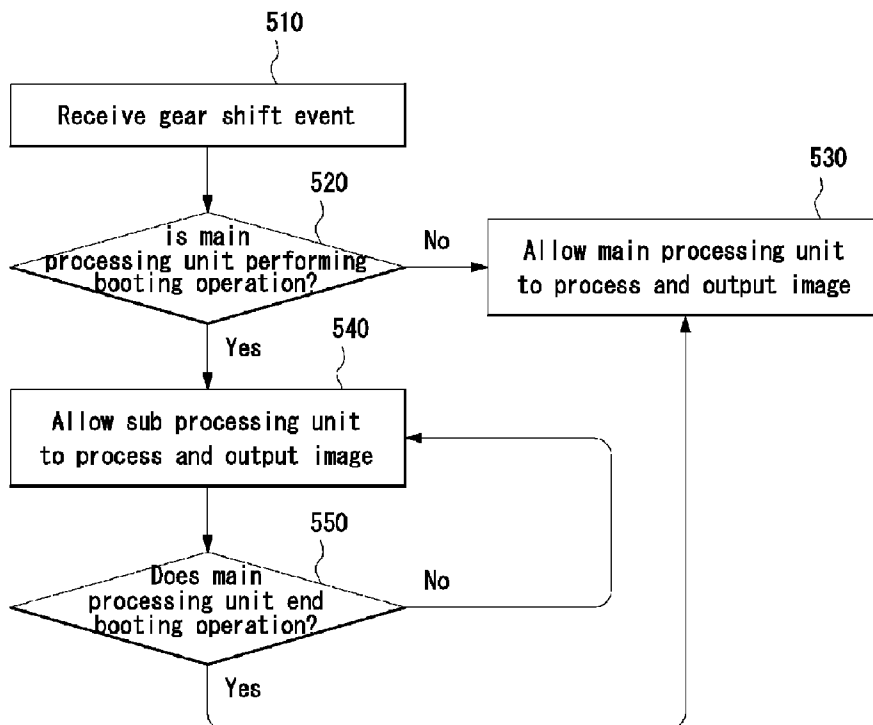 510
Receive gear shift event
520
is main
processing unit performing
booting operation?
No
530
Allow main processing unit
to process and output image
Yes
540
Allow sub processing unit
to process and output image
550
Does main
processing unit end
booting operation?
No
Yes